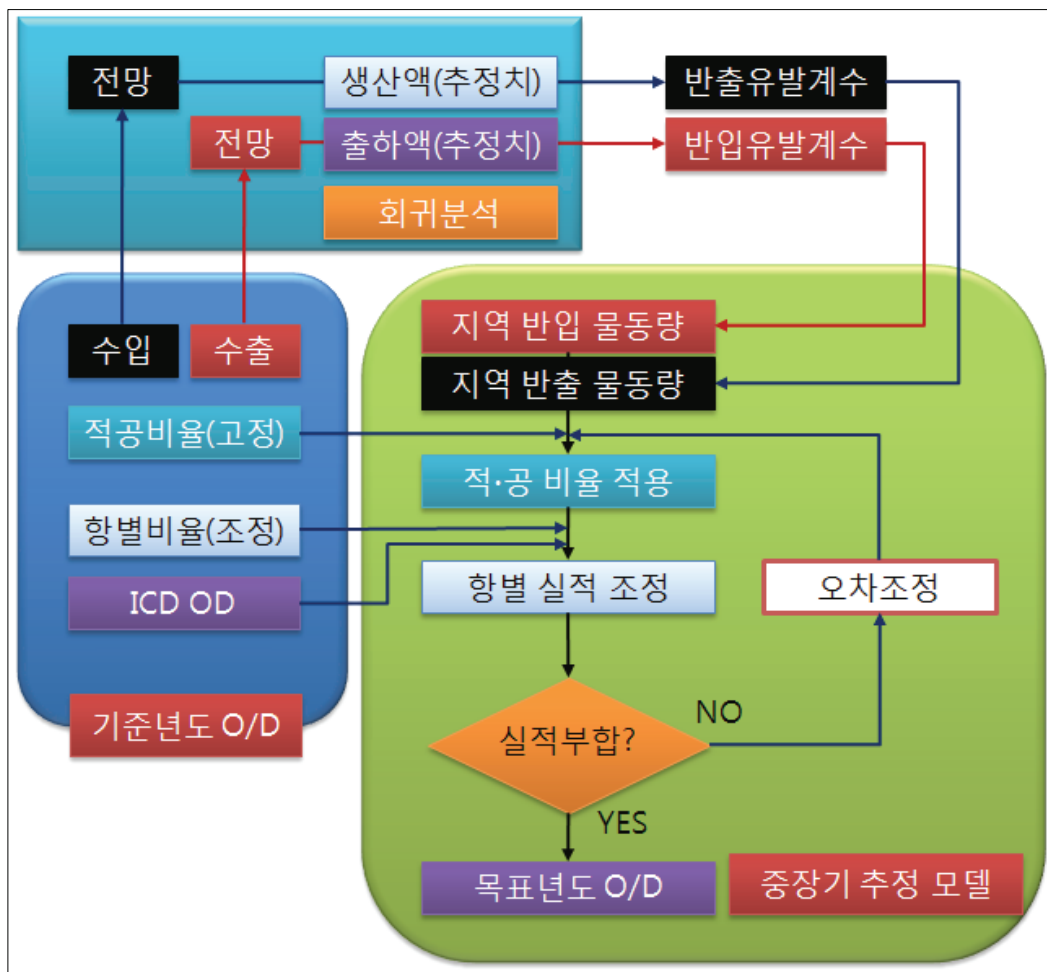 전망
생산액(추정치)
반출유발계수
전망
출하액(추정치)
반입유발계수
회귀분석
수입
수출
적공비율(고정)
항별비율(조정)
ICD OD
기준년도 O/D
지역 반입 물동량
지역 반출 물동량
적·공 비율 적용
항별 실적 조정
오차조정
실적부합?
NO
YES
목표년도 O/D
중장기 추정 모델